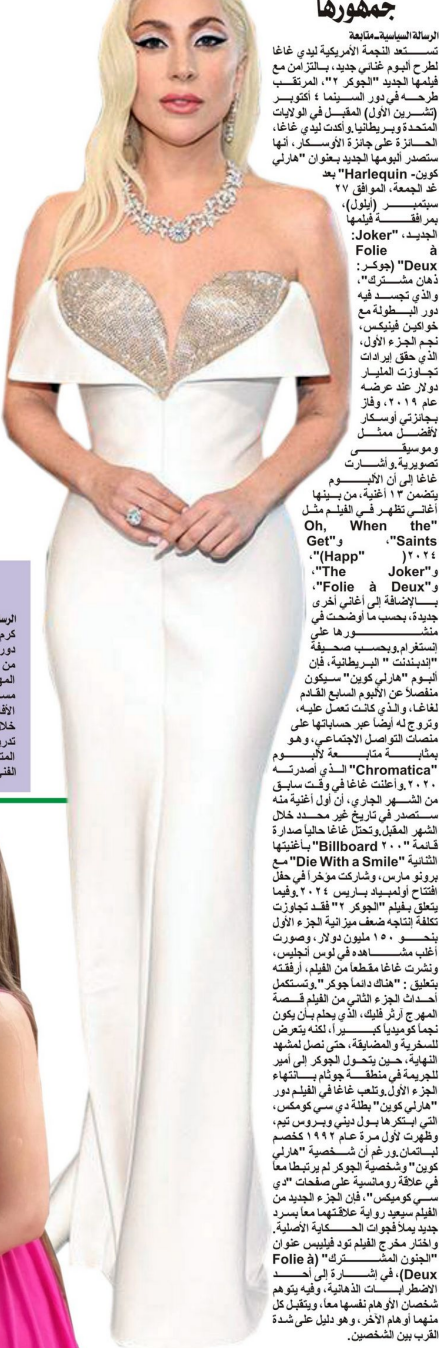 جمهورها
الرسالة السياسية_متابعة
تستعد النجمة الأمريكية ليدي غاغا
لطرح ألبوم غنائي جديد، بالتزامن مع
فيلمها الجديد "الجوكر ٢"، المرتقب
طرحه في دور السينما ٤ أكتوبر
(تشرين الأول) المقبل في الولايات
المتحدة وبريطانيا.وأكدت ليدي غاغا،
الحائزة على جائزة الأوسكار، أنها
ستصدر ألبومها الجديد بعنوان "هارلي
كوين- Harlequin" بعد
غد الجمعة، الموافق ٢٧
سبتمبر (أيلول)،
بمرافقة فيلمها
الجديد، "Joker:
Folie à
Deux" (جوكر:
ذهان مشترك"،
والذي تجسد فيه
دور البطولة مع
خواكين فينيكس،
نجم الجزء الأول،
الذي حقق إيرادات
تجاوزت المليار
دولار عند عرضه
عام ٢٠١٩، وفاز
بجائزتي أوسكار
لأفضل ممثل
وموسيقى
تصويرية.وأشارت
غاغا إلى أن الألبوم
يتضمن ١٣ أغنية، من بينها
أغاني تظهر في الفيلم مثل
"Oh, When the
Saints"، و"Get
Happ)" )٢٠٢٤"
و"The Joker"،
و"Folie à Deux"،
بالإضافة إلى أغاني أخرى
جديدة، بحسب ما أوضحت في
منشورها على
إنستغرام.وبحسب صحيفة
"إندبندنت " البريطانية، فإن
ألبوم "هارلي كوين" سيكون
منفصلاً عن الألبوم السابع القادم
لغاغا، والذي كانت تعمل عليه،
وتروج له أيضاً عبر حساباتها على
منصات التواصل الاجتماعي، وهو
بمثابة متابعة لألبوم
"Chromatica" الذي أصدرته
٢٠٢٠.وأعلنت غاغا في وقت سابق
من الشهر الجاري، أن أول أغنية منه
ستصدر في تاريخ غير محدد خلال
الشهر المقبل.وتحتل غاغا حالياً صدارة
قائمة "Billboard ٢٠٠" بأغنيتها
الثنائية "Die With a Smile" مع
برونو مارس، وشاركت مؤخراً في حفل
افتتاح أولمبياد باريس ٢٠٢٤.وفيما
يتعلق بفيلم "الجوكر ٢" فقد تجاوزت
تكلفة إنتاجه ضعف ميزانية الجزء الأول
بنحو ١٥٠ مليون دولار، وصورت
أغلب مشاهده في لوس أنجليس،
ونشرت غاغا مقطعاً من الفيلم، أرفقته
بتعليق : "هناك دائماً جوكر".وتستكمل
أحداث الجزء الثاني من الفيلم قصة
المهرج آرثر فليك، الذي يحلم بأن يكون
نجماً كوميدياً كبيراً، لكنه يتعرض
للسخرية والمضايقة، حتى نصل لمشهد
النهاية، حين يتحول الجوكر إلى أمير
للجريمة في منطقة جوثام بانتهاء
الجزء الأول.وتلعب غاغا في الفيلم دور
"هارلي كوين" بطلة دي سي كومكس،
التي ابتكرها بول ديني وبروس تيم،
وظهرت لأول مرة عام ١٩٩٢ كخصم
لباتمان.ورغم أن شخصية "هارلي
كوين" وشخصية الجوكر لم يرتبطا معاً
في علاقة رومانسية على صفحات "دي
سي كوميكس"، فإن الجزء الجديد من
الفيلم سيعيد رواية علاقتهما معاً بسرد
جديد يملأ فجوات الحكاية الأصلية.
واختار مخرج الفيلم تود فيليبس عنوان
"الجنون المشترك" (Folie à
Deux)، في إشارة إلى أحد
الاضطرابات الذهانية، وفيه يتوهم
شخصان الأوهام نفسها معاً، ويتقبل كل
منهما أوهام الآخر، وهو دليل على شدة
القرب بين الشخصين.
كرم
دور
من
خلال